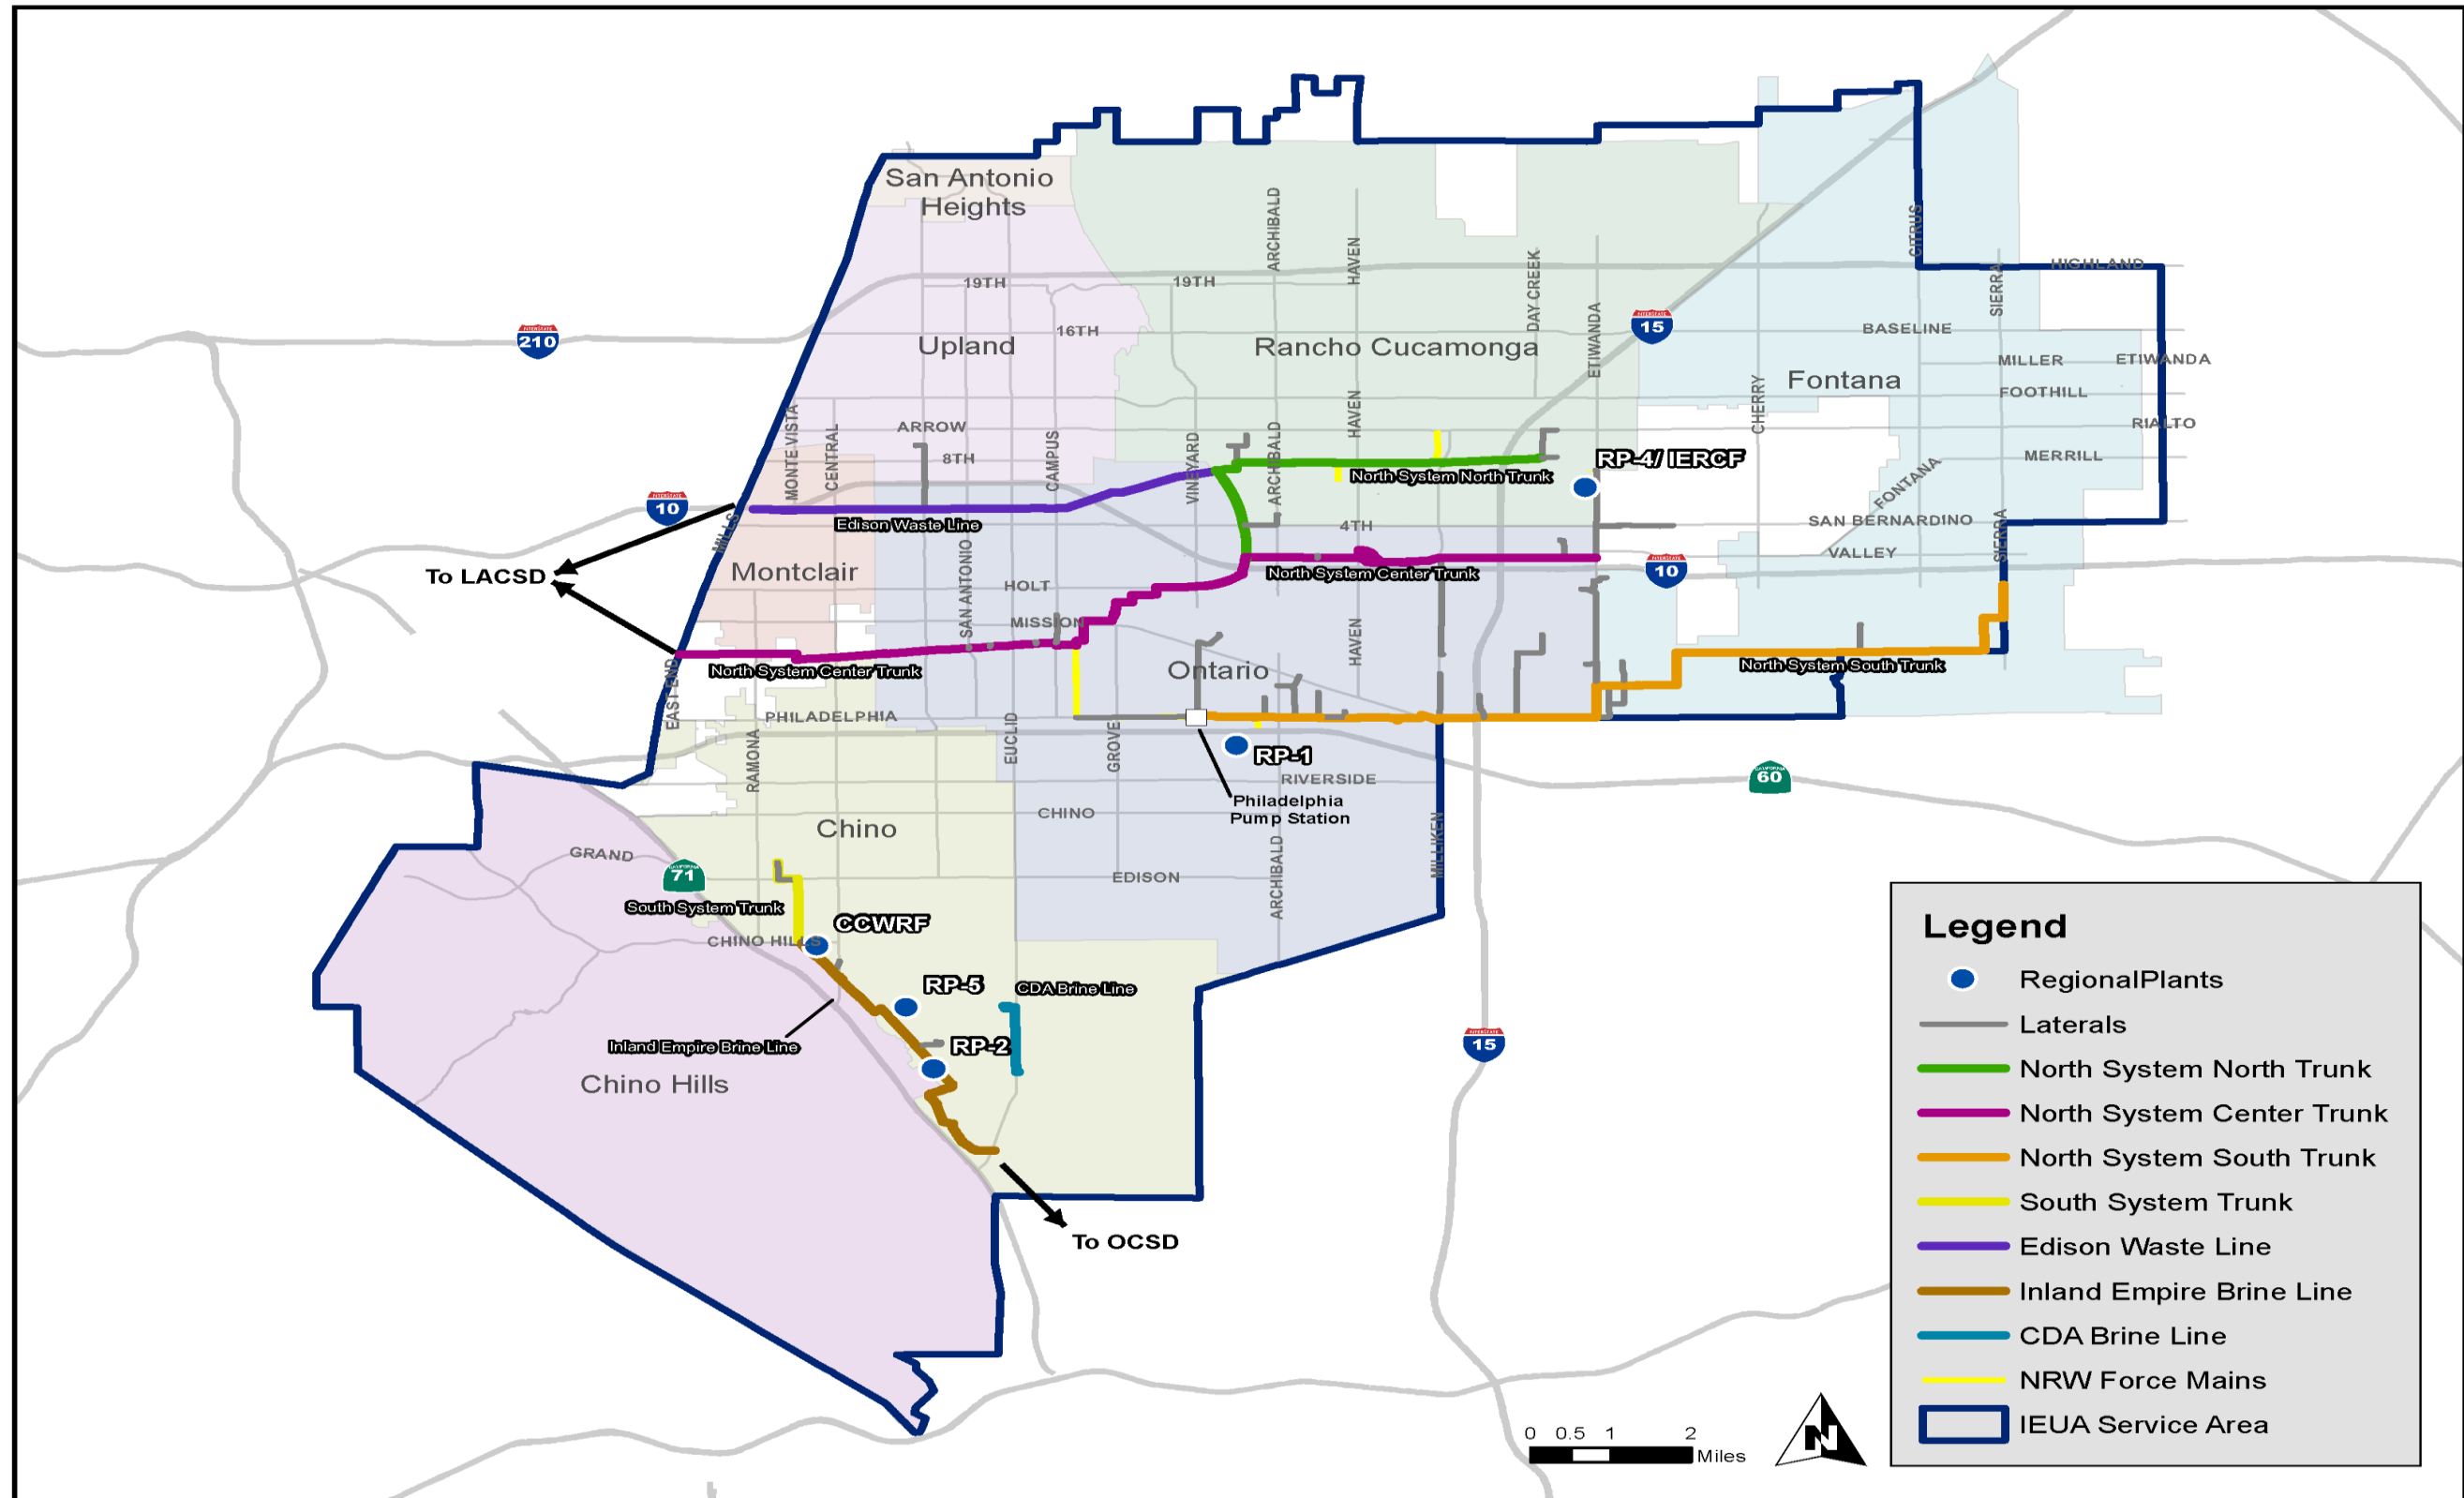 San Antonio
Heights
CITRUS
ARCHIBALD
HAVEN
DAY CREEK
HIGHLAND
19TH
19TH
SIERRA
ETIWANDA
INTERSTATE
15
INTERSTATE
210
16TH
BASELINE
Upland
Rancho Cucamonga
MILLER
ETIWANDA
Fontana
FOOTHILL
CHERRY
MONTE VISTA
CENTRAL
ARROW
HAVEN
RIALTO
CAMPUS
VINEYARD
ARCHIBALD
8TH
RP-4/ IERCF
MERRILL
North System North Trunk
FONTANA
INTERSTATE
10
Edison Waste Line
4TH
SAN BERNARDINO
MILLS
SIERRA
VALLEY
To LACSD
Montclair
North System Center Trunk
INTERSTATE
10
SAN ANTONIO
HOLT
MISSION
HAVEN
North System Center Trunk
Ontario
North System South Trunk
EAST END
PHILADELPHIA
EUCLID
GROVE
RAMONA
RP-1
RIVERSIDE
CALIFORNIA
60
Philadelphia
Pump Station
CHINO
Chino
MILLIKEN
GRAND
CALIFORNIA
71
EDISON
ARCHIBALD
South System Trunk
CCWRF
CHINO HILLS
RP-5
CDA Brine Line
Inland Empire Brine Line
RP-2
INTERSTATE
15
Chino Hills
To OCSD
Legend
RegionalPlants
Laterals
North System North Trunk
North System Center Trunk
North System South Trunk
South System Trunk
Edison Waste Line
Inland Empire Brine Line
CDA Brine Line
NRW Force Mains
IEUA Service Area
0 0.5 1 2
Miles
N